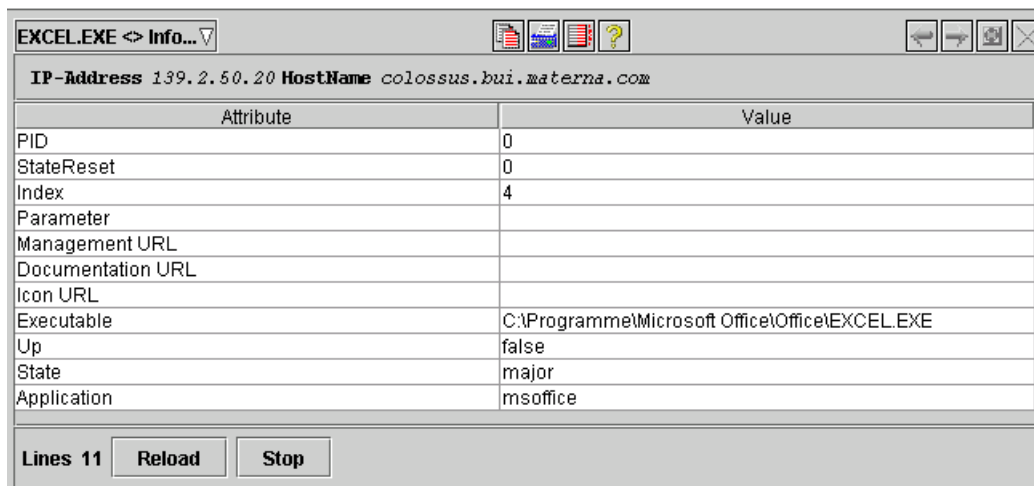 EXCEL.EXE <> Info...
IP-Address 139.2.50.20 HostName colossus.bui.materna.com
Attribute Value
PID 0
StateReset 0
Index 4
Parameter
Management URL
Documentation URL
Icon URL
Executable C:\Programme\Microsoft Office\Office\EXCEL.EXE
Up false
State major
Application msoffice
Lines 11 Reload Stop